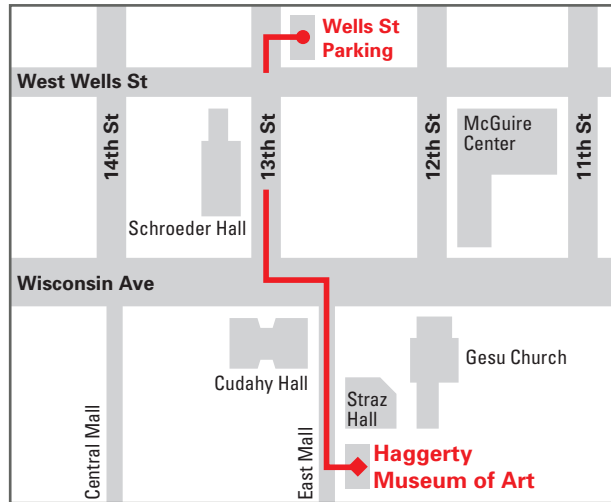 Wells St
Parking
West Wells St
14th St
13th St
12th St
11th St
McGuire
Center
Schroeder Hall
Wisconsin Ave
Cudahy Hall
Gesu Church
Straz
Hall
Central Mall
East Mall
Haggerty
Museum of Art